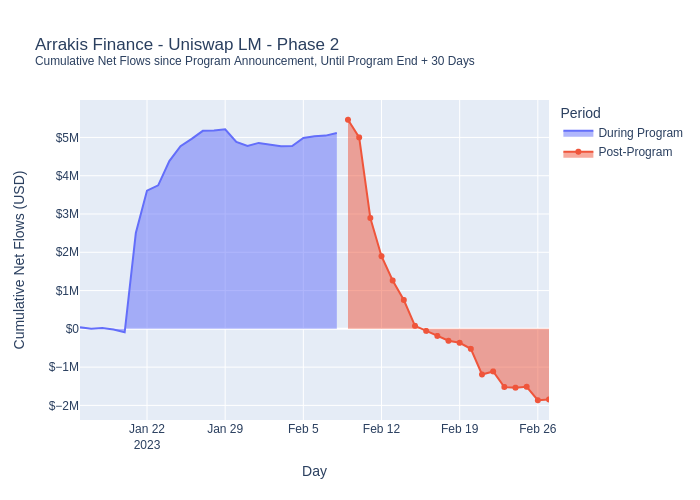 Arrakis Finance - Uniswap LM - Phase 2
Cumulative Net Flows since Program Announcement, Until Program End + 30 Days
Period
During Program
Post-Program
Cumulative Net Flows (USD)
$5M
$4M
$3M
$2M
$1M
$0
$−1M
$−2M
Jan 22
2023
Jan 29
Feb 5
Feb 12
Feb 19
Feb 26
Day